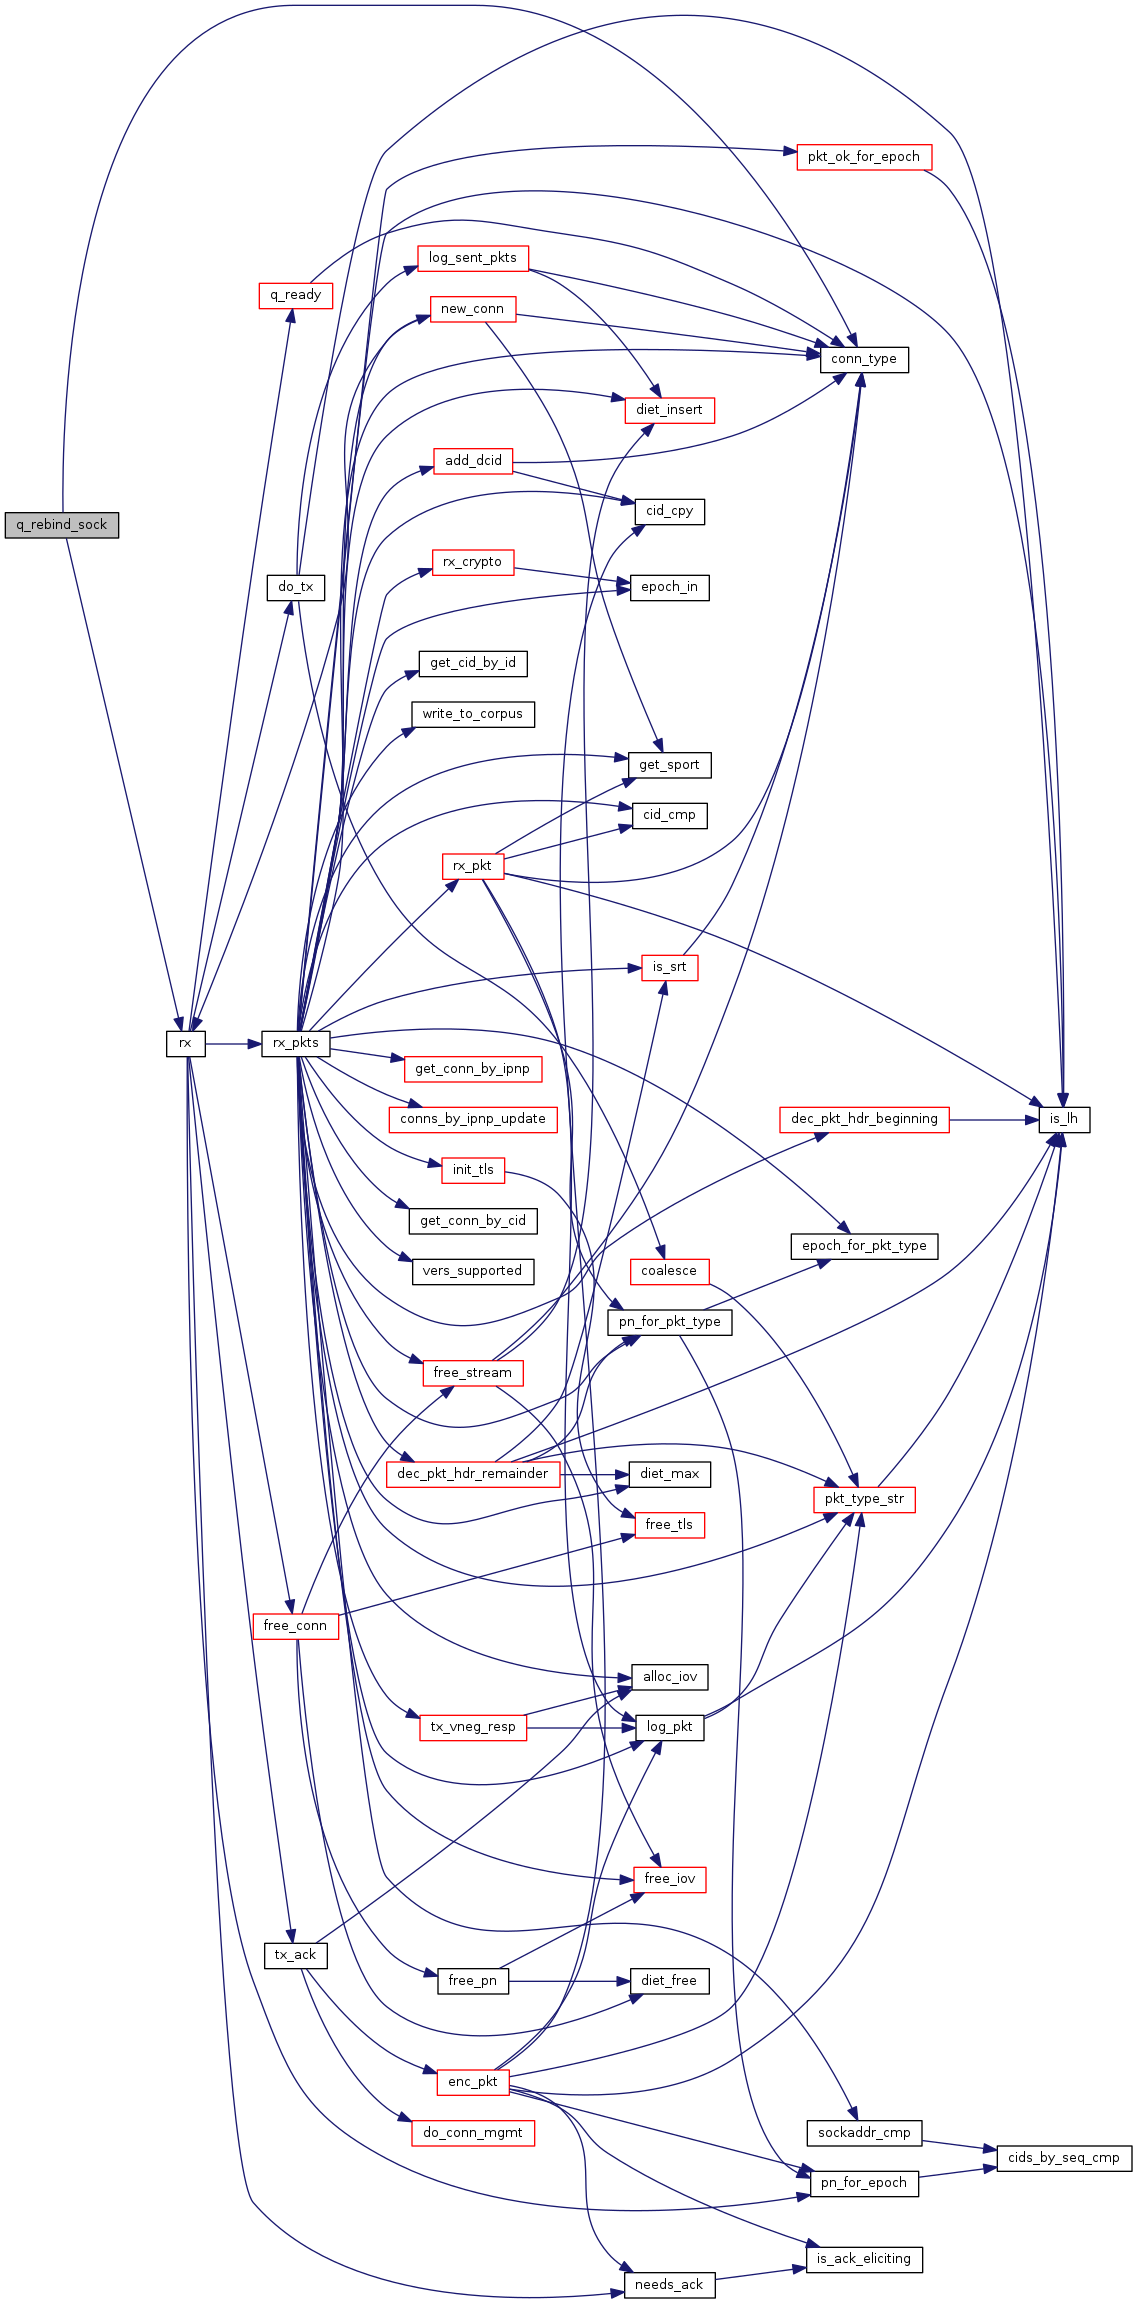 pkt_ok_for_epoch
log_sent_pkts
q_ready
new_conn
conn_type
diet_insert
add_dcid
cid_cpy
q_rebind_sock
rx_crypto
do_tx
epoch_in
get_cid_by_id
write_to_corpus
get_sport
cid_cmp
rx_pkt
is_srt
rx
rx_pkts
get_conn_by_ipnp
conns_by_ipnp_update
dec_pkt_hdr_beginning
is_lh
init_tls
get_conn_by_cid
epoch_for_pkt_type
vers_supported
coalesce
pn_for_pkt_type
free_stream
dec_pkt_hdr_remainder
diet_max
pkt_type_str
free_tls
free_conn
alloc_iov
tx_vneg_resp
log_pkt
free_iov
tx_ack
free_pn
diet_free
enc_pkt
do_conn_mgmt
sockaddr_cmp
cids_by_seq_cmp
pn_for_epoch
is_ack_eliciting
needs_ack